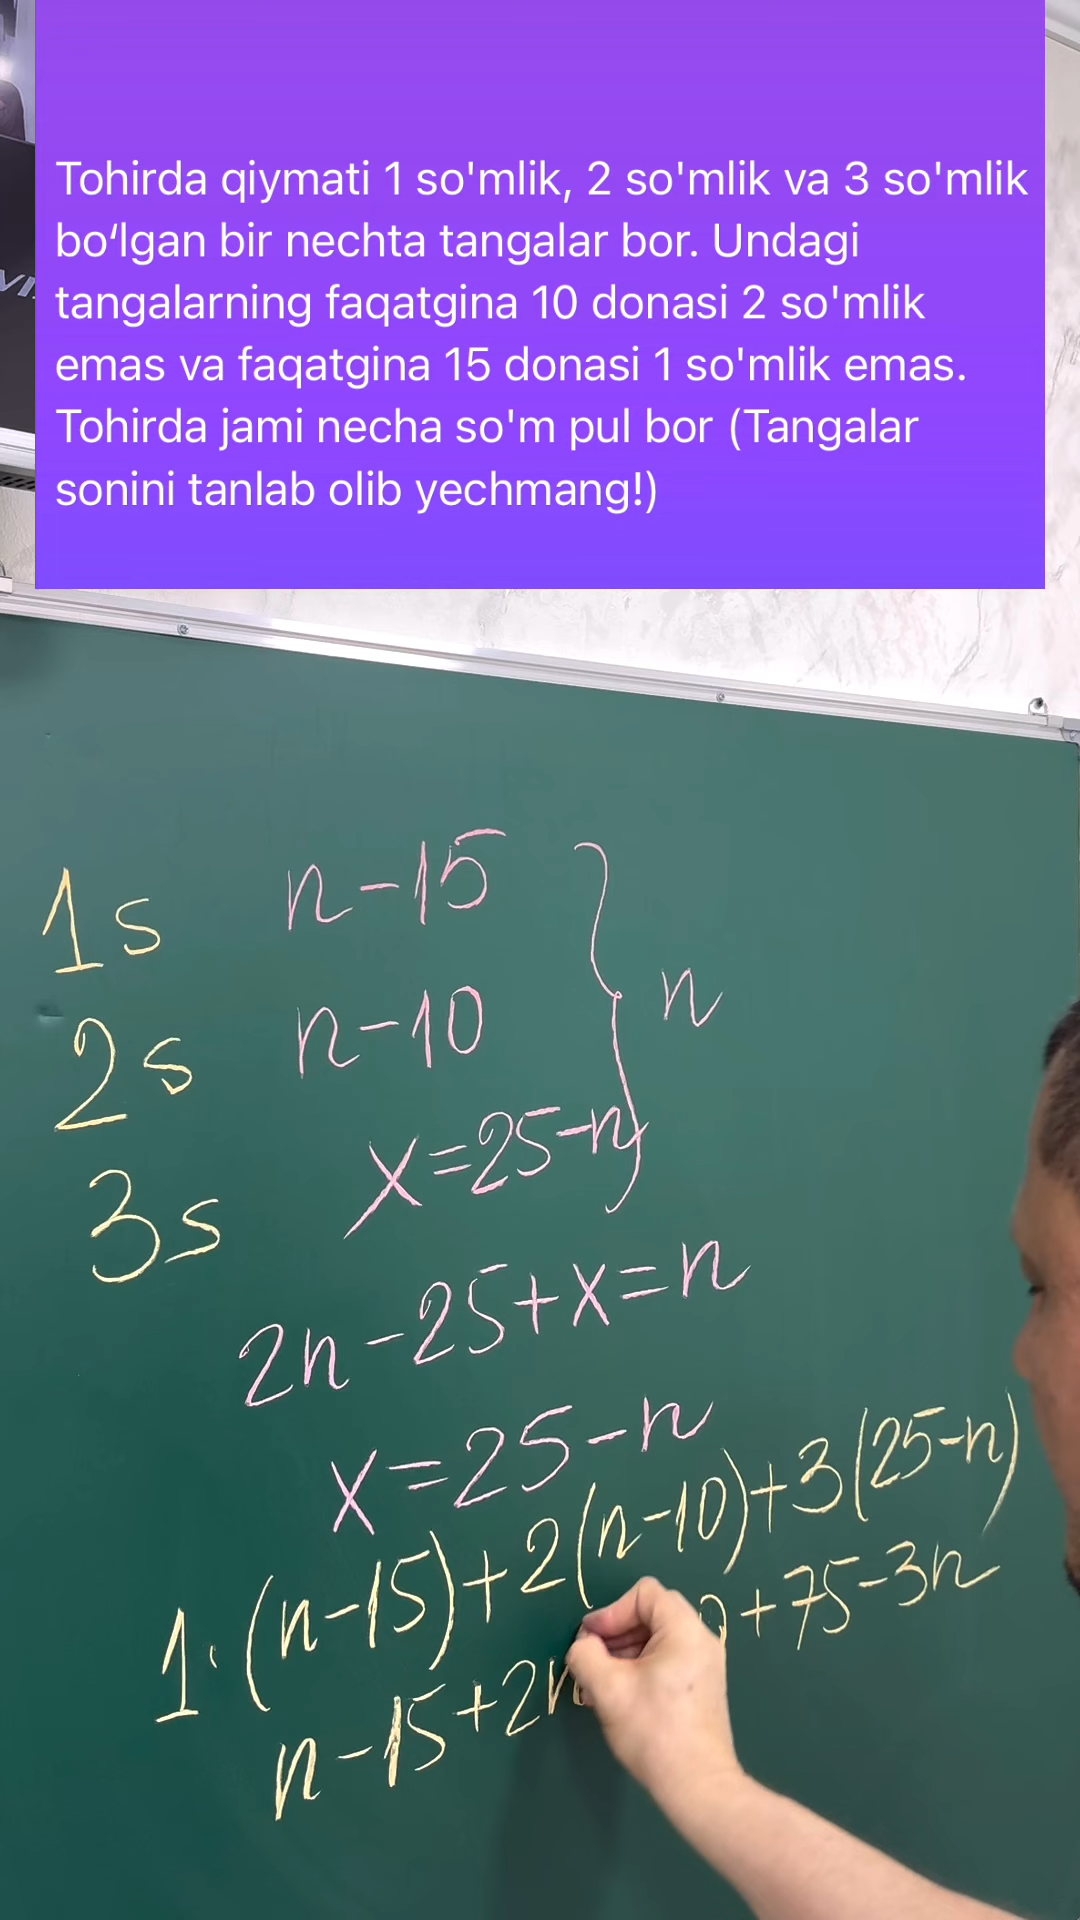 Tohirda qiymati 1 so'mlik, 2 so'mlik va 3 so'mlik
bo‘lgan bir nechta tangalar bor. Undagi
tangalarning faqatgina 10 donasi 2 so'mlik
emas va faqatgina 15 donasi 1 so'mlik emas.
Tohirda jami necha so'm pul bor (Tangalar
sonini tanlab olib yechmang!)
1s n-15
2s n-10 n
3s x=25-n
2n-25+x=n
x=25-n
1·(n-15)+2(n-10)+3(25-n)
n-15+2n +75-3n